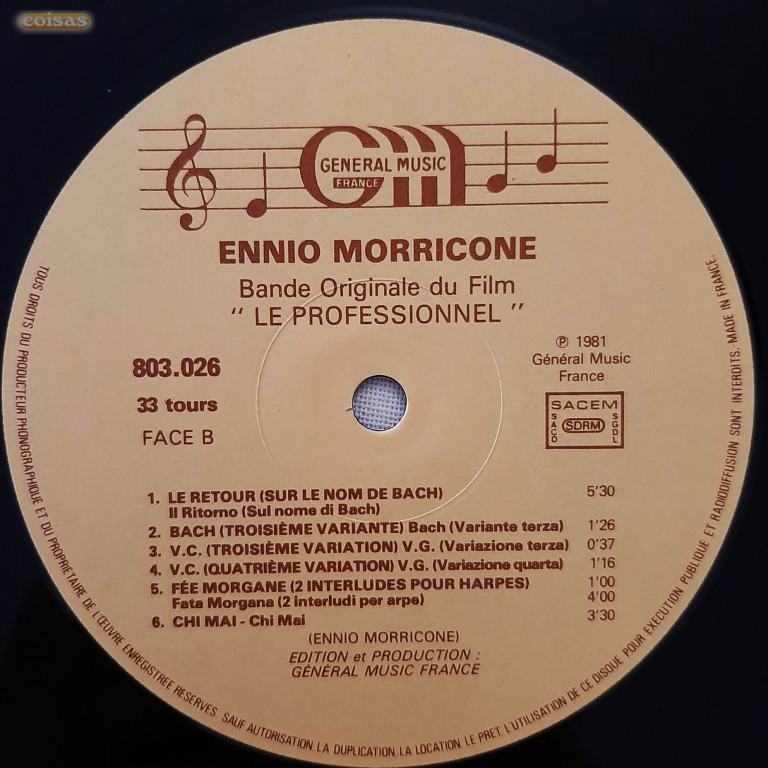 coisas
GENERAL MUSIC
FRANCE
ENNIO MORRICONE
Bande Originale du Film
“ LE PROFESSIONNEL ”
803.026
33 tours
FACE B
℗ 1981
Général Music
France
SACEM
SACD
SDRM
SGDL
1. LE RETOUR (SUR LE NOM DE BACH) 5'30
Il Ritorno (Sul nome di Bach)
2. BACH (TROISIÈME VARIANTE) Bach (Variante terza) 1'26
3. V.C. (TROISIÈME VARIATION) V.G. (Variazione terza) 0'37
4. V.C. (QUATRIÈME VARIATION) V.G. (Variazione quarta) 1'16
5. FÉE MORGANE (2 INTERLUDES POUR HARPES) 1'00
Fata Morgana (2 interludi per arpe) 4'00
6. CHI MAI - Chi Mai 3'30
(ENNIO MORRICONE)
EDITION et PRODUCTION :
GÉNÉRAL MUSIC FRANCE
TOUS DROITS DU PRODUCTEUR PHONOGRAPHIQUE ET DU PROPRIETAIRE DE L'ŒUVRE ENREGISTREE RESERVES. SAUF AUTORISATION LA DUPLICATION, LA LOCATION, LE PRET, L'UTILISATION DE CE DISQUE POUR EXECUTION PUBLIQUE ET RADIODIFFUSION SONT INTERDITS. MADE IN FRANCE.